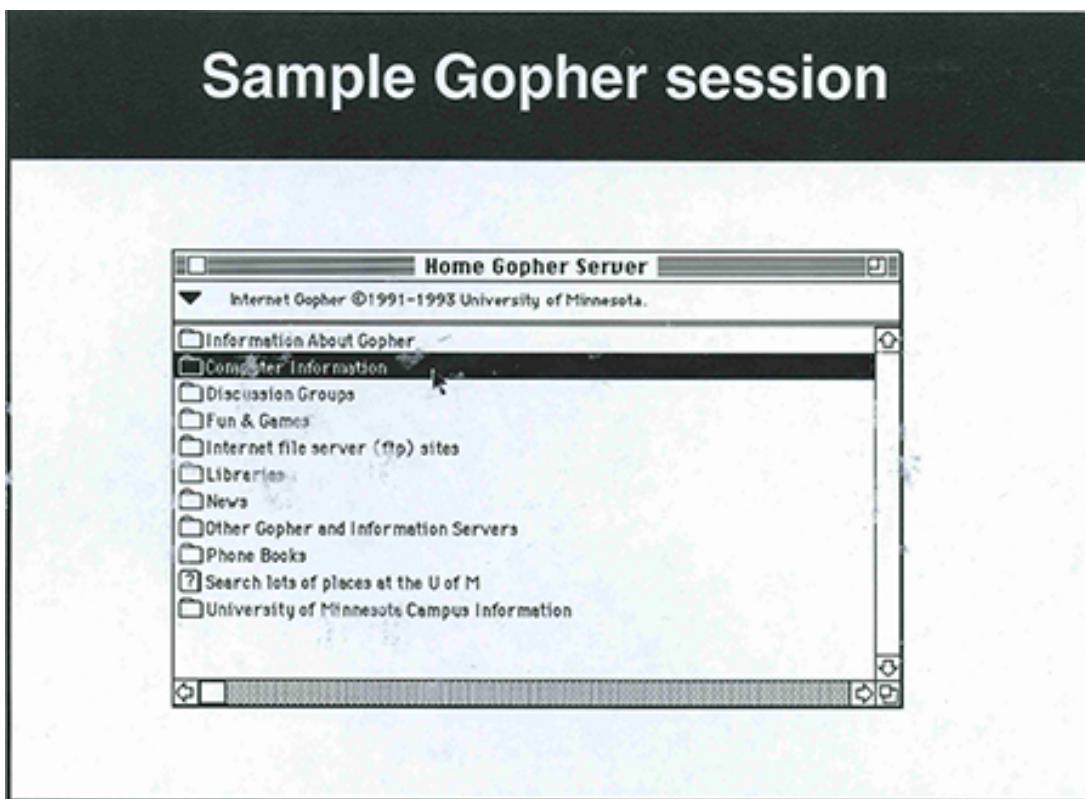 Sample Gopher session
Home Gopher Server
Internet Gopher ©1991-1993 University of Minnesota.
Information About Gopher
Computer Information
Discussion Groups
Fun & Games
Internet file server (ftp) sites
Libraries
News
Other Gopher and Information Servers
Phone Books
? Search lots of places at the U of M
University of Minnesota Campus Information